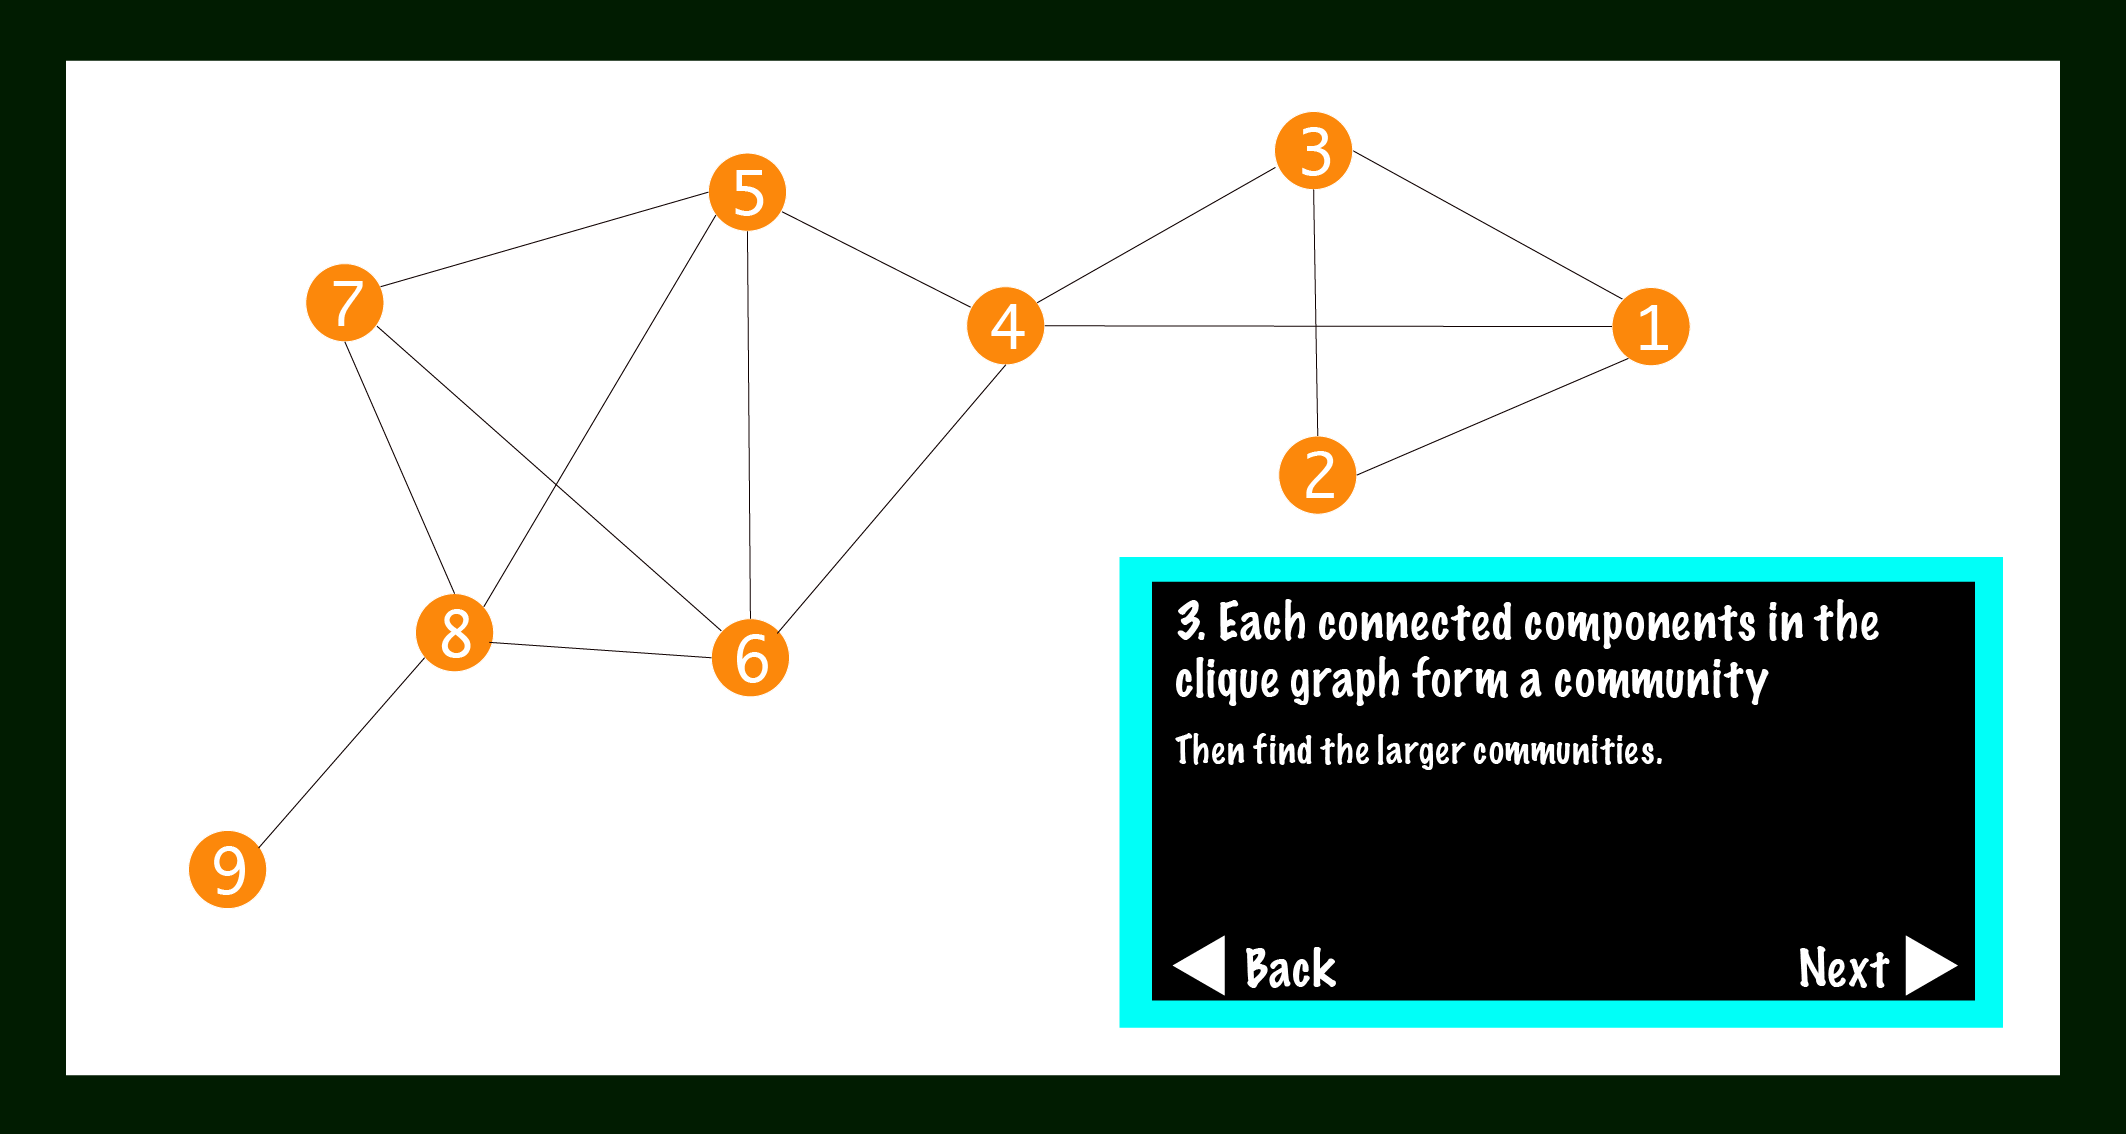 3
5
7
4
1
2
8
6
9
3. Each connected components in the
clique graph form a community
Then find the larger communities.
Back
Next